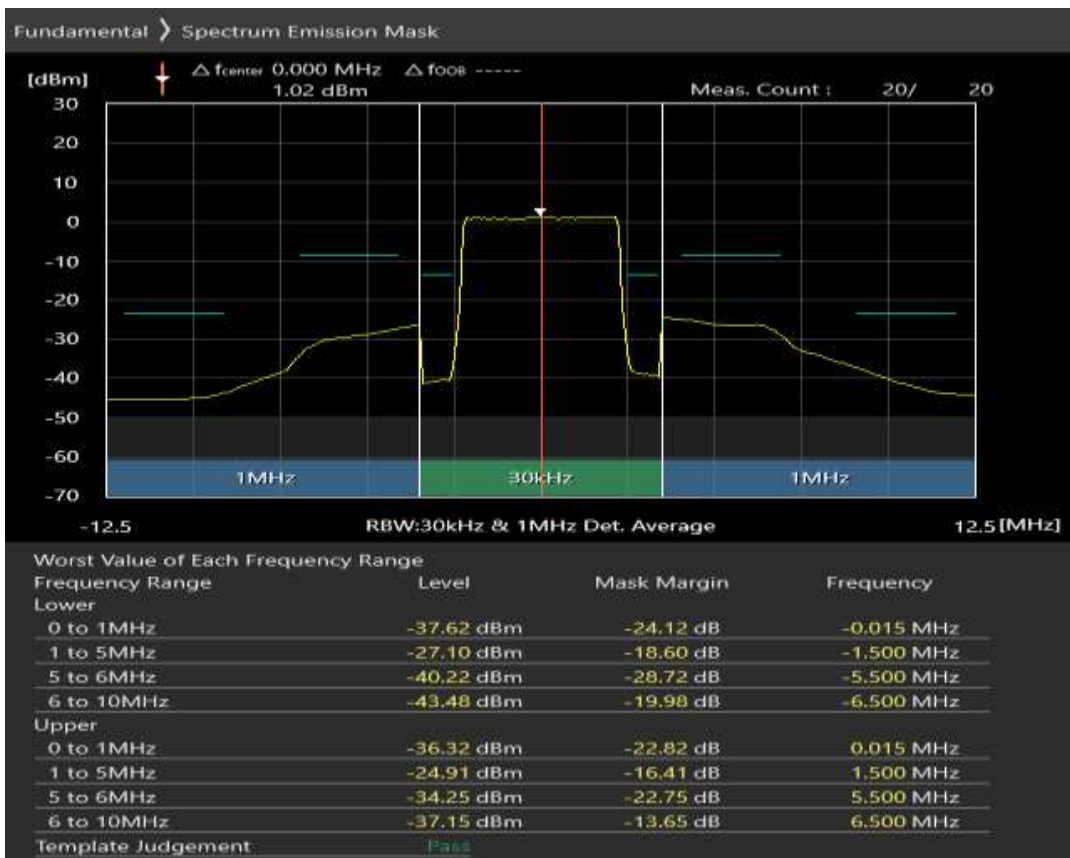 Fundamental ❯ Spectrum Emission Mask
[dBm] △ fcenter 0.000 MHz △ fOOB -----
1.02 dBm Meas. Count : 20/ 20
30
20
10
0
-10
-20
-30
-40
-50
-60
1MHz 30kHz 1MHz
-70
-12.5 RBW:30kHz & 1MHz Det. Average 12.5 [MHz]
Worst Value of Each Frequency Range
Frequency Range Level Mask Margin Frequency
Lower
0 to 1MHz -37.62 dBm -24.12 dB -0.015 MHz
1 to 5MHz -27.10 dBm -18.60 dB -1.500 MHz
5 to 6MHz -40.22 dBm -28.72 dB -5.500 MHz
6 to 10MHz -43.48 dBm -19.98 dB -6.500 MHz
Upper
0 to 1MHz -36.32 dBm -22.82 dB 0.015 MHz
1 to 5MHz -24.91 dBm -16.41 dB 1.500 MHz
5 to 6MHz -34.25 dBm -22.75 dB 5.500 MHz
6 to 10MHz -37.15 dBm -13.65 dB 6.500 MHz
Template Judgement Pass